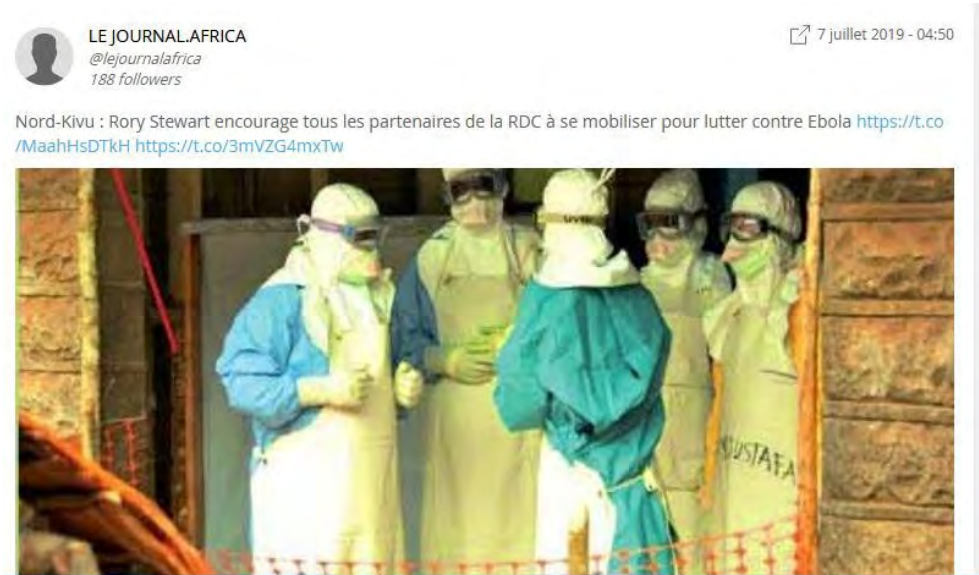 LE JOURNAL.AFRICA
@lejournalafrica
188 followers
7 juillet 2019 - 04:50
Nord-Kivu : Rory Stewart encourage tous les partenaires de la RDC à se mobiliser pour lutter contre Ebola https://t.co
/MaahHsDTkH https://t.co/3mVZG4mxTw